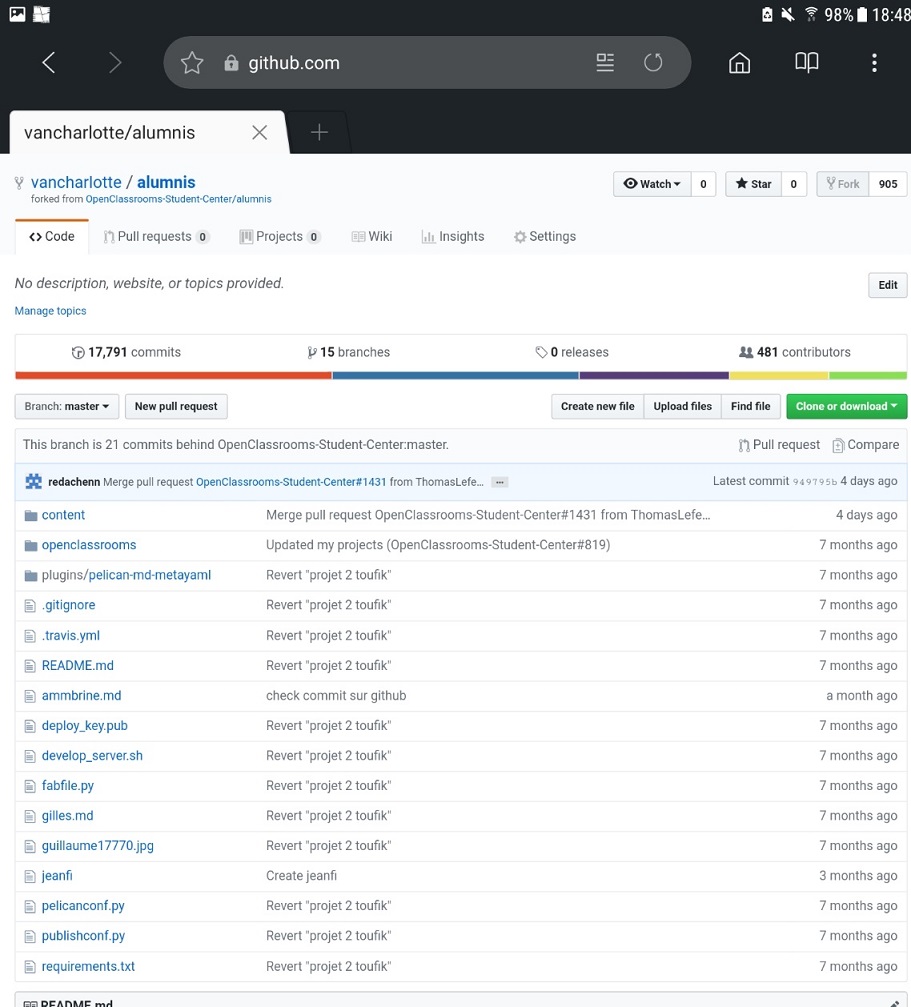 98% 18:48
github.com
vancharlotte/alumnis
vancharlotte / alumnis
Watch 0 Star 0 Fork 905
forked from OpenClassrooms-Student-Center/alumnis
Code Pull requests 0 Projects 0 Wiki Insights Settings
No description, website, or topics provided. Edit
Manage topics
17,791 commits 15 branches 0 releases 481 contributors
Branch: master New pull request Create new file Upload files Find file Clone or download
This branch is 21 commits behind OpenClassrooms-Student-Center:master. Pull request Compare
redachenn Merge pull request OpenClassrooms-Student-Center#1431 from ThomasLefe… … Latest commit 949795b 4 days ago
content Merge pull request OpenClassrooms-Student-Center#1431 from ThomasLefe… 4 days ago
openclassrooms Updated my projects (OpenClassrooms-Student-Center#819) 7 months ago
plugins/pelican-md-metayaml Revert "projet 2 toufik" 7 months ago
.gitignore Revert "projet 2 toufik" 7 months ago
.travis.yml Revert "projet 2 toufik" 7 months ago
README.md Revert "projet 2 toufik" 7 months ago
ammbrine.md check commit sur github a month ago
deploy_key.pub Revert "projet 2 toufik" 7 months ago
develop_server.sh Revert "projet 2 toufik" 7 months ago
fabfile.py Revert "projet 2 toufik" 7 months ago
gilles.md Revert "projet 2 toufik" 7 months ago
guillaume17770.jpg Revert "projet 2 toufik" 7 months ago
jeanfi Create jeanfi 3 months ago
pelicanconf.py Revert "projet 2 toufik" 7 months ago
publishconf.py Revert "projet 2 toufik" 7 months ago
requirements.txt Revert "projet 2 toufik" 7 months ago
README.md